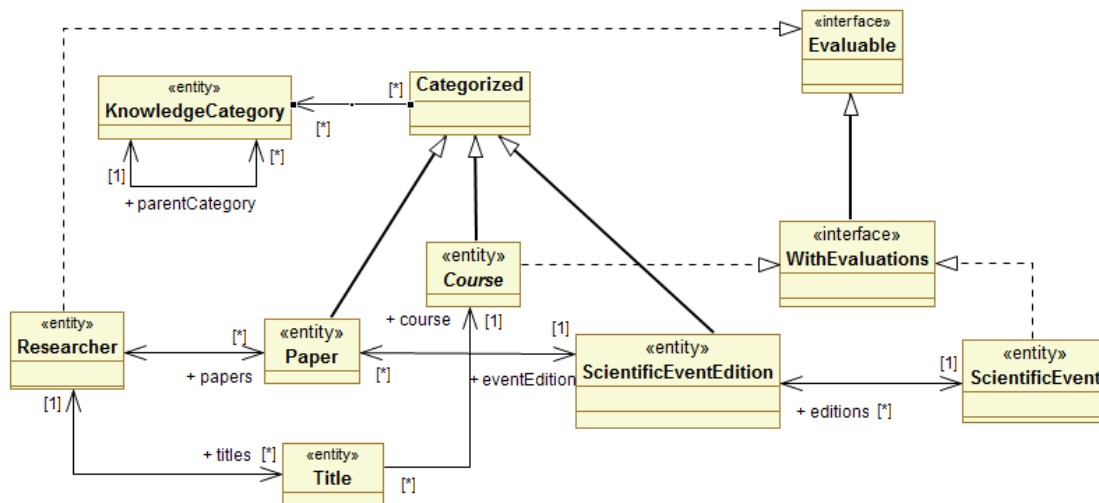 «interface»
Evaluable
«entity»
KnowledgeCategory
Categorized
[*]
[*]
[1]
[*]
+ parentCategory
«interface»
WithEvaluations
«entity»
Course
+ course
[1]
«entity»
Researcher
[*]
+ papers
«entity»
Paper
[*]
[1]
+ eventEdition
«entity»
ScientificEventEdition
[1]
+ editions [*]
«entity»
ScientificEvent
[1]
+ titles
[*]
«entity»
Title
[*]